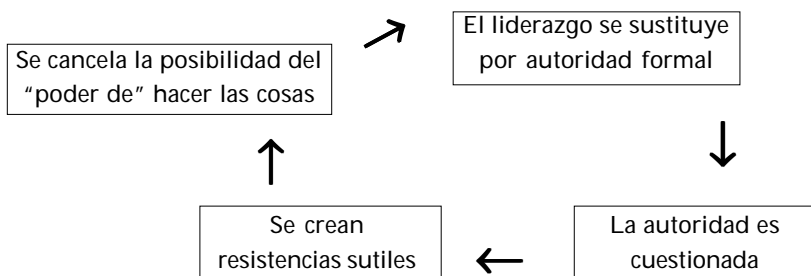 Se cancela la posibilidad del
“poder de” hacer las cosas
El liderazgo se sustituye
por autoridad formal
La autoridad es
cuestionada
Se crean
resistencias sutiles